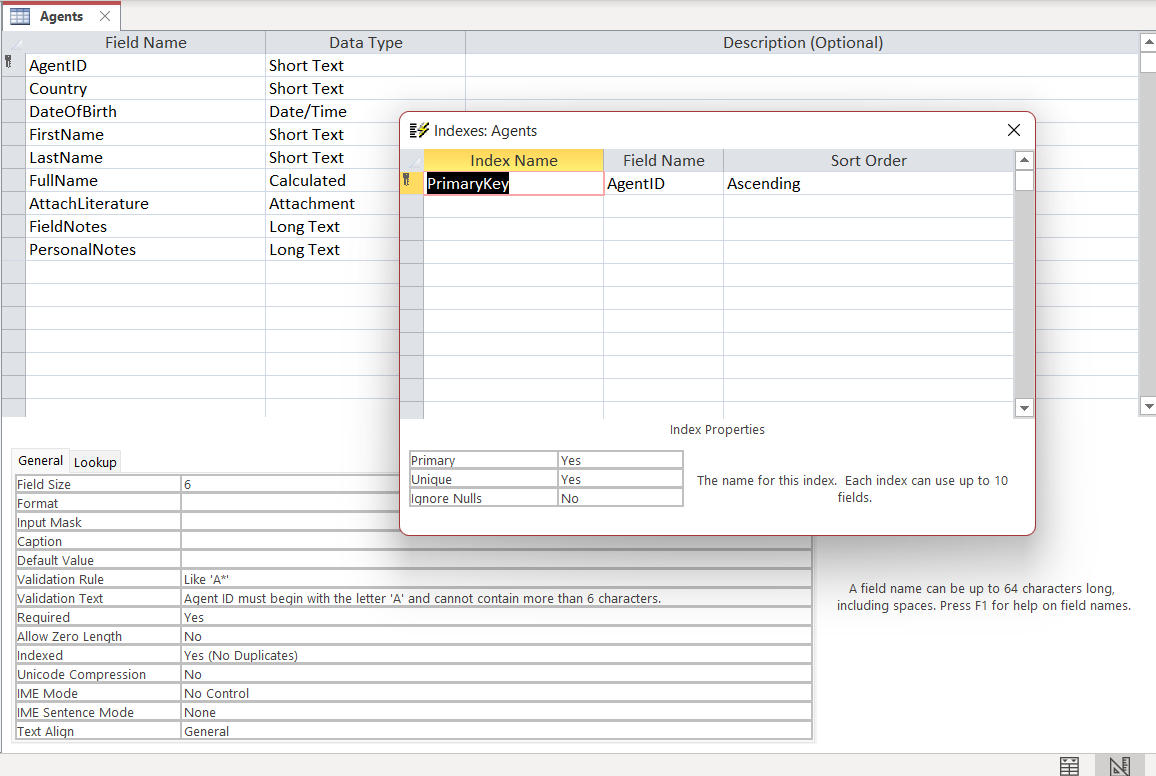 Agents
Field Name Data Type Description (Optional)
AgentID Short Text
Country Short Text
DateOfBirth Date/Time
FirstName Short Text
LastName Short Text
FullName Calculated
AttachLiterature Attachment
FieldNotes Long Text
PersonalNotes Long Text
Indexes: Agents
Index Name Field Name Sort Order
PrimaryKey AgentID Ascending
Index Properties
Primary Yes
Unique Yes
Ignore Nulls No
The name for this index. Each index can use up to 10
fields.
General Lookup
Field Size 6
Format
Input Mask
Caption
Default Value
Validation Rule Like 'A*'
Validation Text Agent ID must begin with the letter 'A' and cannot contain more than 6 characters.
Required Yes
Allow Zero Length No
Indexed Yes (No Duplicates)
Unicode Compression No
IME Mode No Control
IME Sentence Mode None
Text Align General
A field name can be up to 64 characters long,
including spaces. Press F1 for help on field names.